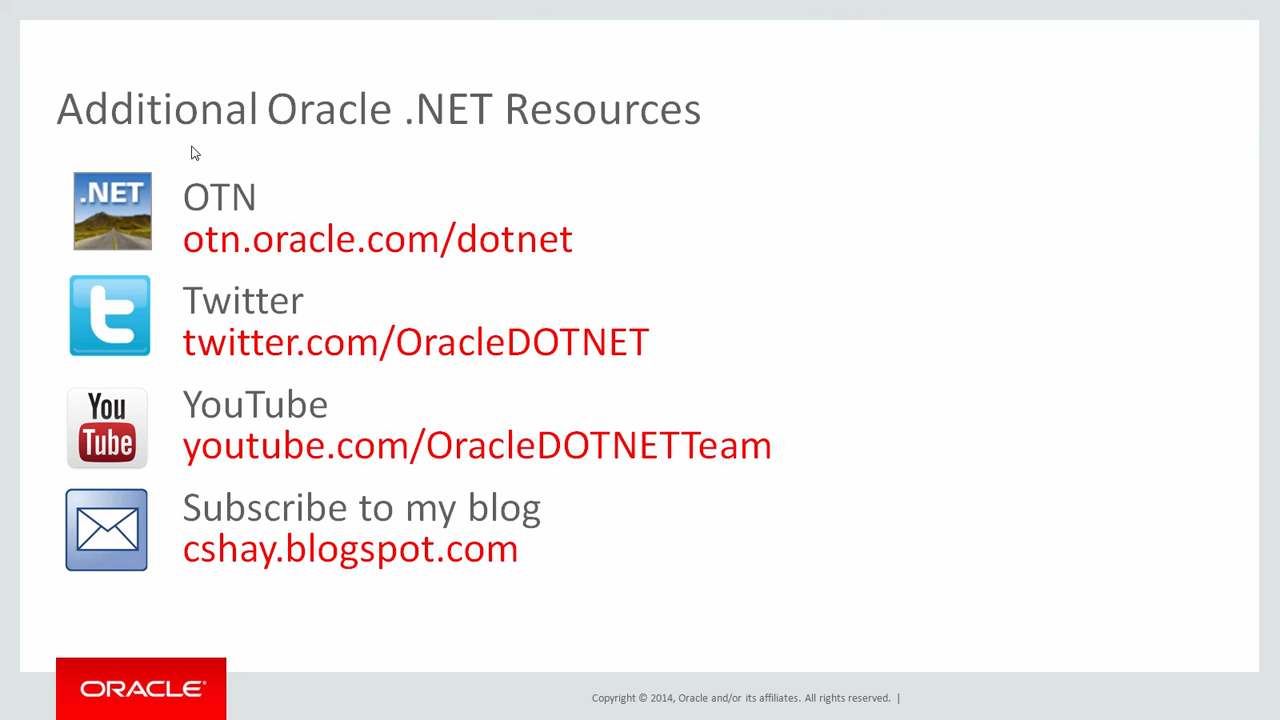 Additional Oracle .NET Resources
.NET
OTN
otn.oracle.com/dotnet
t
Twitter
twitter.com/OracleDOTNET
You
Tube
YouTube
youtube.com/OracleDOTNETTeam
Subscribe to my blog
cshay.blogspot.com
ORACLE®
Copyright © 2014, Oracle and/or its affiliates. All rights reserved. |